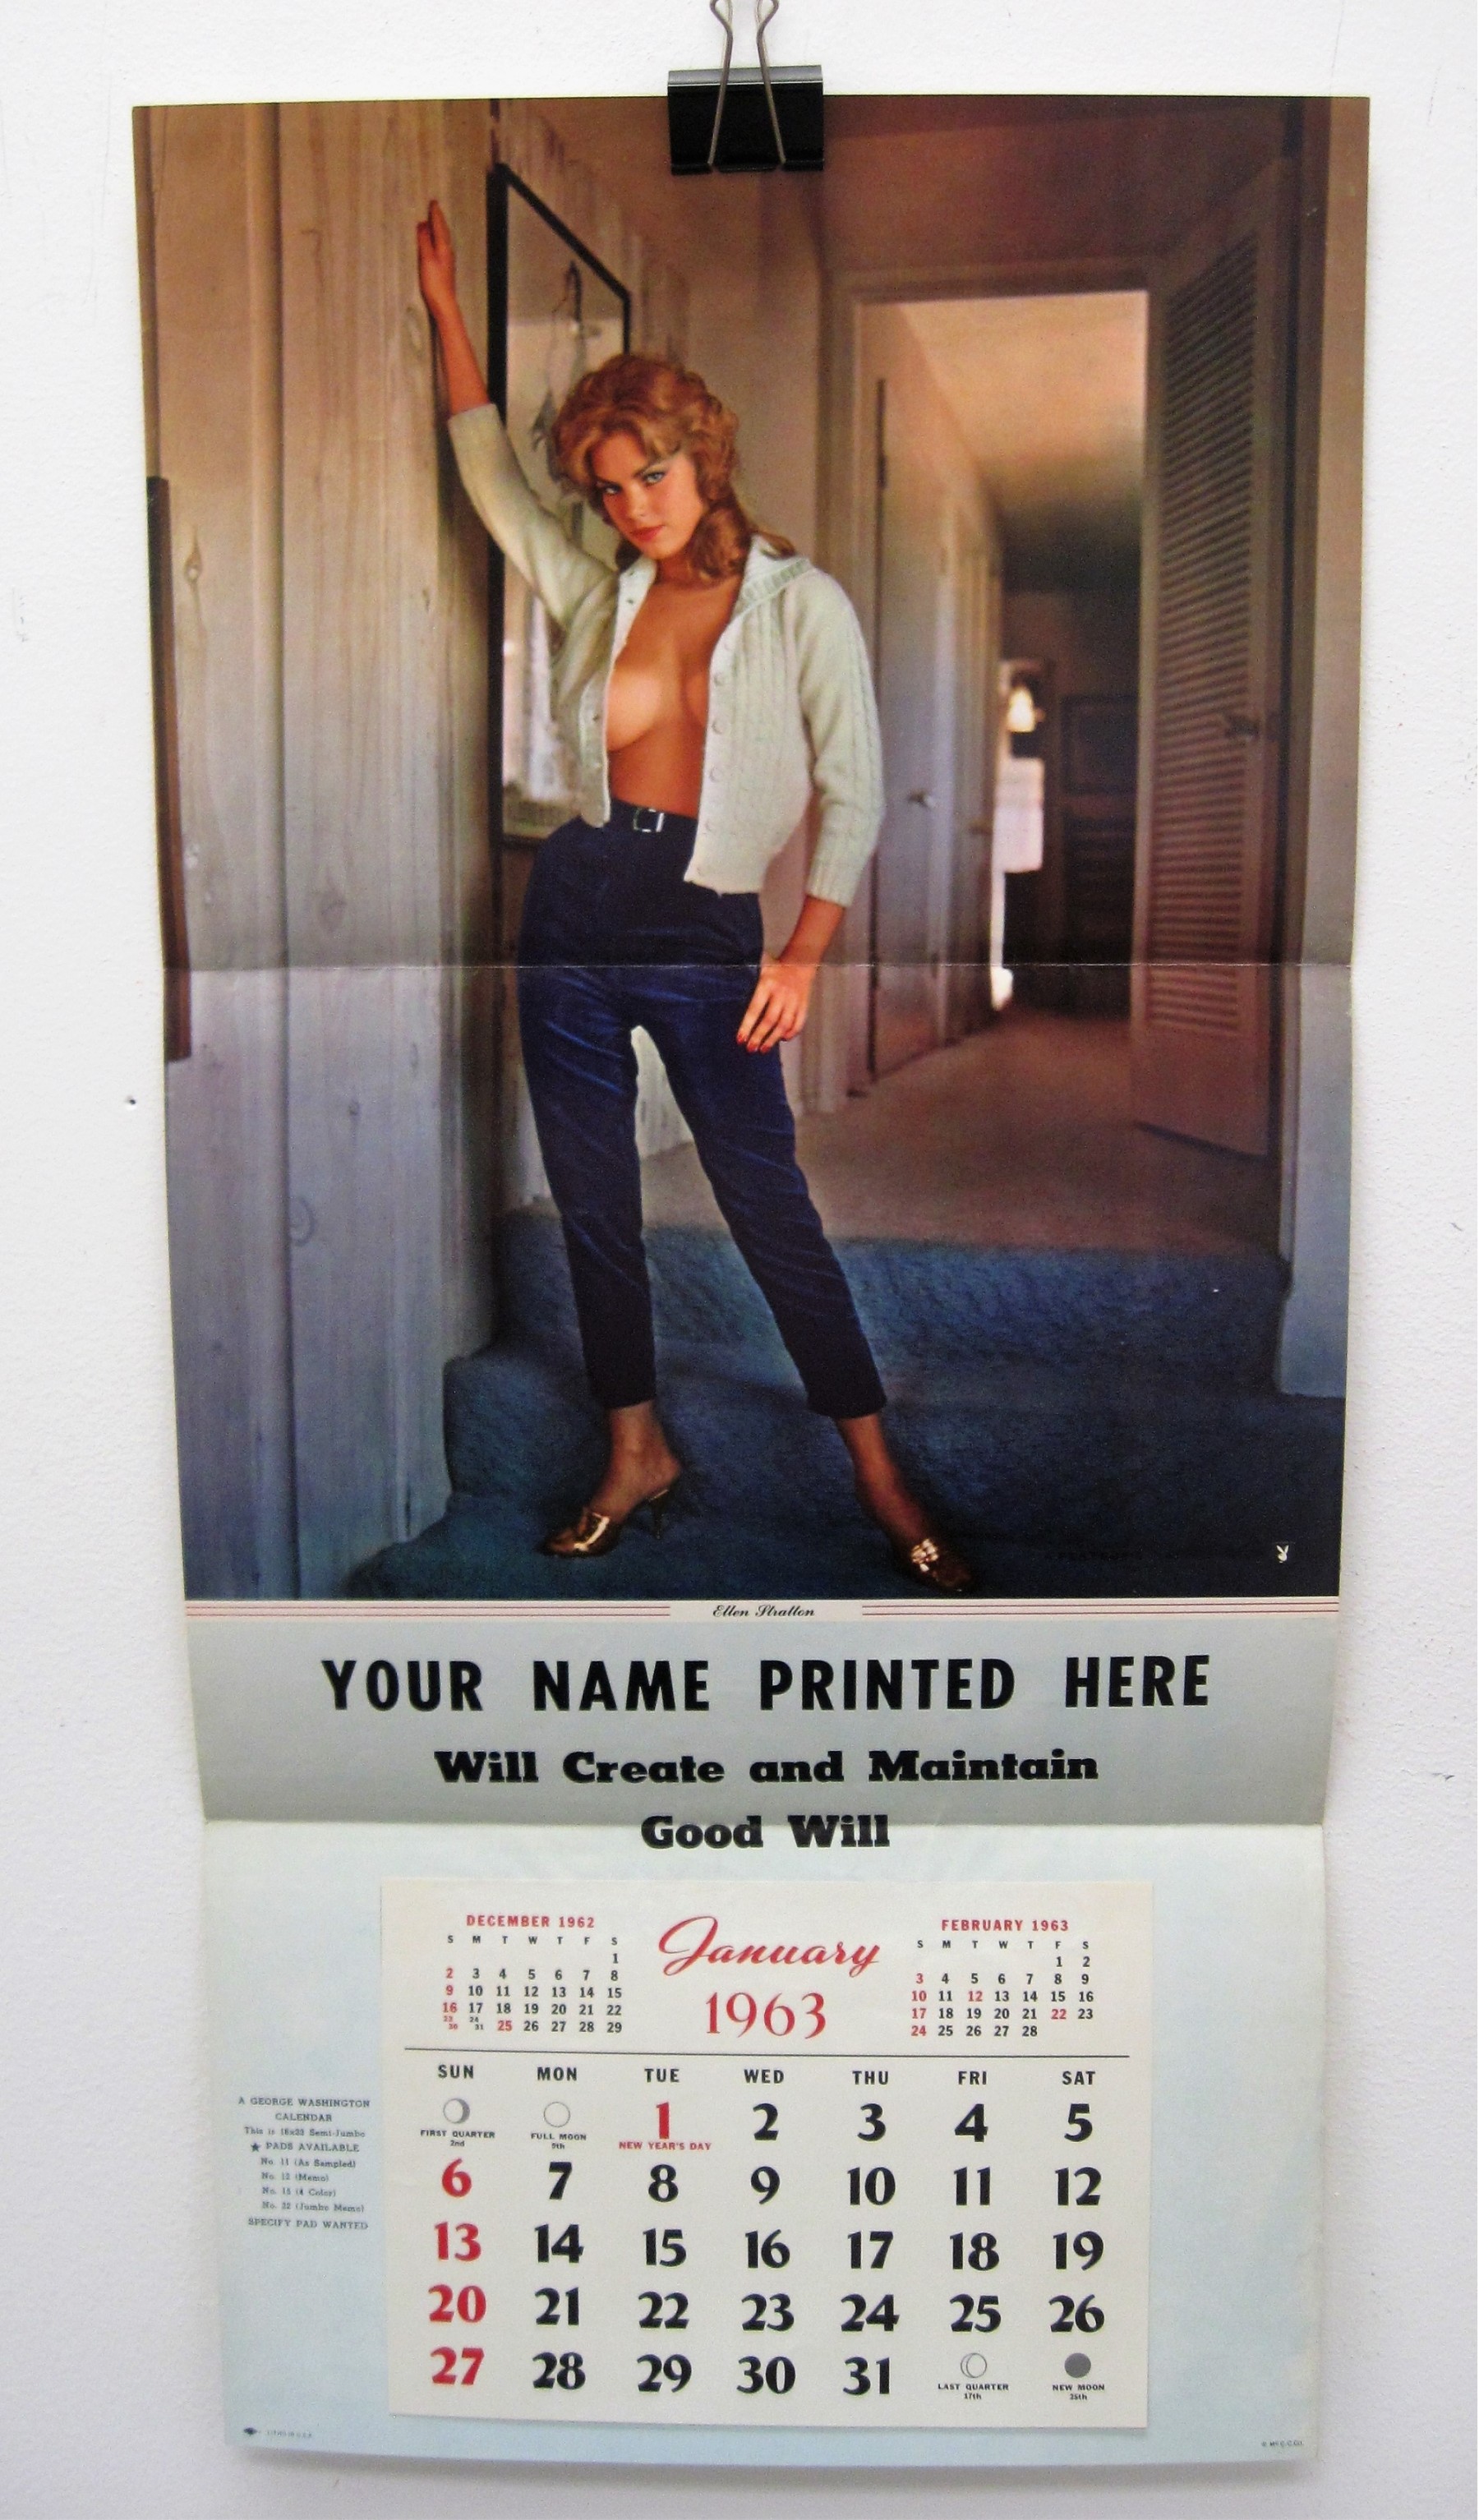 Ellen Stratton
YOUR NAME PRINTED HERE
Will Create and Maintain
Good Will
DECEMBER 1962
S M T W T F S
1
2 3 4 5 6 7 8
9 10 11 12 13 14 15
16 17 18 19 20 21 22
23/30 24/31 25 26 27 28 29
January
1963
FEBRUARY 1963
S M T W T F S
1 2
3 4 5 6 7 8 9
10 11 12 13 14 15 16
17 18 19 20 21 22 23
24 25 26 27 28
SUN MON TUE WED THU FRI SAT
FIRST QUARTER
2nd
FULL MOON
9th
1 2 3 4 5
NEW YEAR'S DAY
6 7 8 9 10 11 12
13 14 15 16 17 18 19
20 21 22 23 24 25 26
27 28 29 30 31
LAST QUARTER
17th
NEW MOON
25th
A GEORGE WASHINGTON
CALENDAR
This is 16x33 Semi-Jumbo
★ PADS AVAILABLE
No. 11 (As Sampled)
No. 12 (Memo)
No. 15 (4 Color)
No. 22 (Jumbo Memo)
SPECIFY PAD WANTED